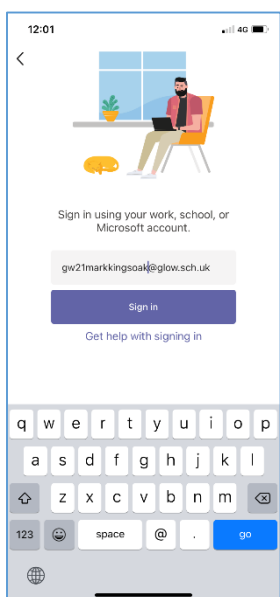 12:01
4G
Sign in using your work, school, or
Microsoft account.
gw21markkingsoak@glow.sch.uk
Sign in
Get help with signing in
q w e r t y u i o p
a s d f g h j k l
z x c v b n m
123 space @ . go